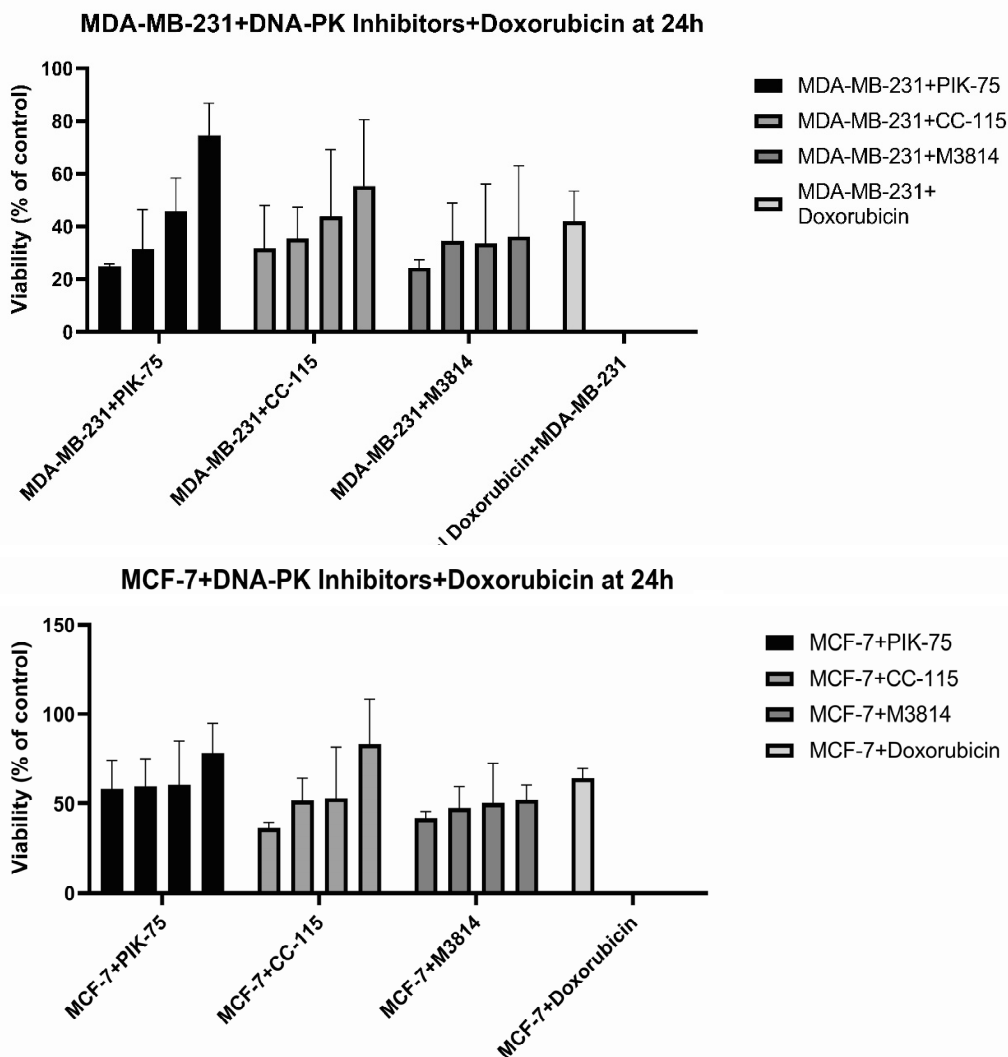 MDA-MB-231+DNA-PK Inhibitors+Doxorubicin at 24h
Viability (% of control)
100
80
60
40
20
0
MDA-MB-231+PIK-75
MDA-MB-231+CC-115
MDA-MB-231+M3814
l Doxorubicin+MDA-MB-231
MDA-MB-231+PIK-75
MDA-MB-231+CC-115
MDA-MB-231+M3814
MDA-MB-231+
Doxorubicin
MCF-7+DNA-PK Inhibitors+Doxorubicin at 24h
Viability (% of control)
150
100
50
0
MCF-7+PIK-75
MCF-7+CC-115
MCF-7+M3814
MCF-7+Doxorubicin
MCF-7+PIK-75
MCF-7+CC-115
MCF-7+M3814
MCF-7+Doxorubicin